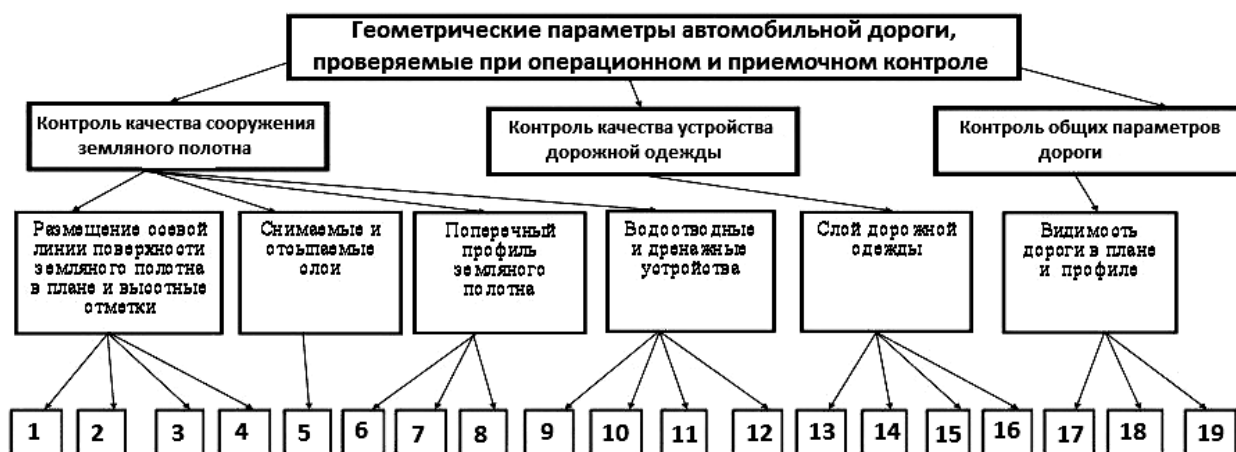 Геометрические параметры автомобильной дороги,
проверяемые при операционном и приемочном контроле
Контроль качества сооружения
земляного полотна
Контроль качества устройства
дорожной одежды
Контроль общих параметров
дороги
Размещение осевой
линии поверхности
земляного полотна
в плане и высотные
отметки
Снимаемые и
отсыпаемые
слои
Поперечный
профиль
земляного
полотна
Водоотводные
и дренажные
устройства
Слой дорожной
одежды
Видимость
дороги в плане
и профиле
1 2 3 4 5 6 7 8 9 10 11 12 13 14 15 16 17 18 19